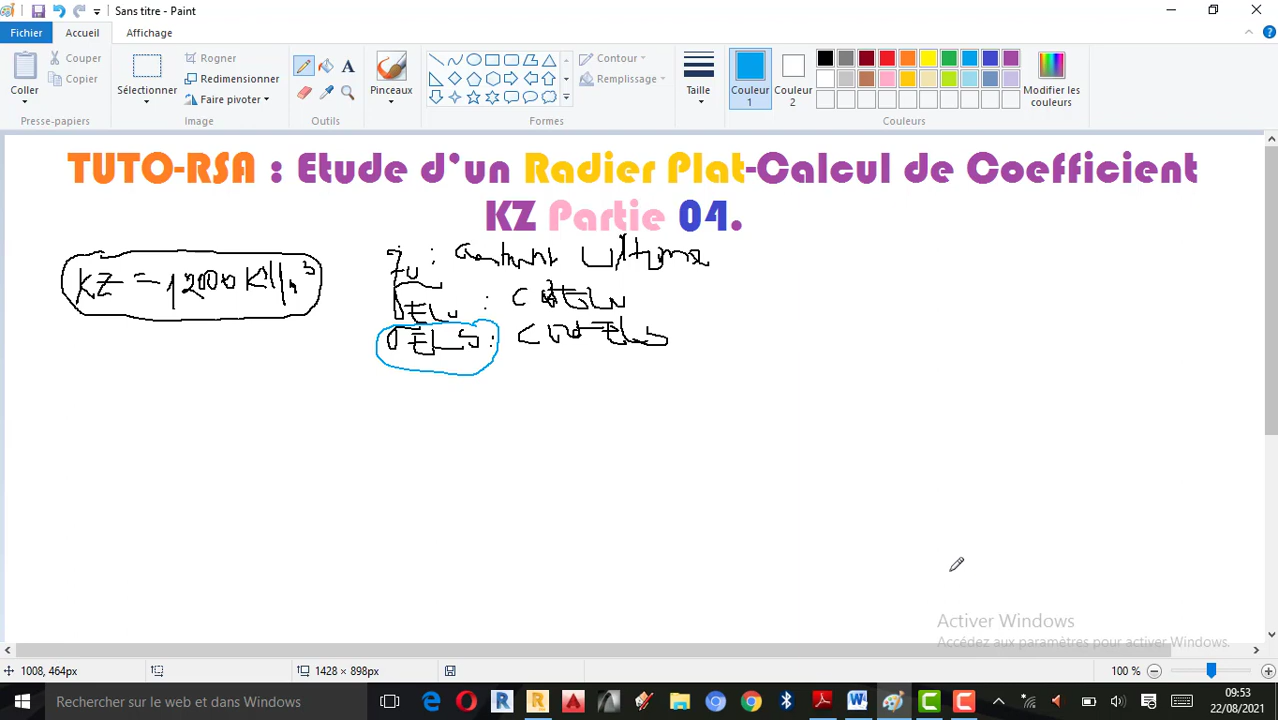 Sans titre - Paint
Fichier Accueil Affichage
Coller
Couper
Copier
Presse-papiers
Sélectionner
Rogner
Redimensionner
Faire pivoter
Image
A
Outils
Pinceaux
Contour
Remplissage
Formes
Taille
Couleur 1
Couleur 2
Modifier les couleurs
Couleurs
TUTO-RSA : Etude d'un Radier Plat-Calcul de Coefficient
KZ Partie 04.
KZ =
qu :
ELU :
ELS :
Activer Windows
Accédez aux paramètres pour activer Windows.
1008, 464px
1428 × 898px
100 %
Rechercher sur le web et dans Windows
09:53
22/08/2021